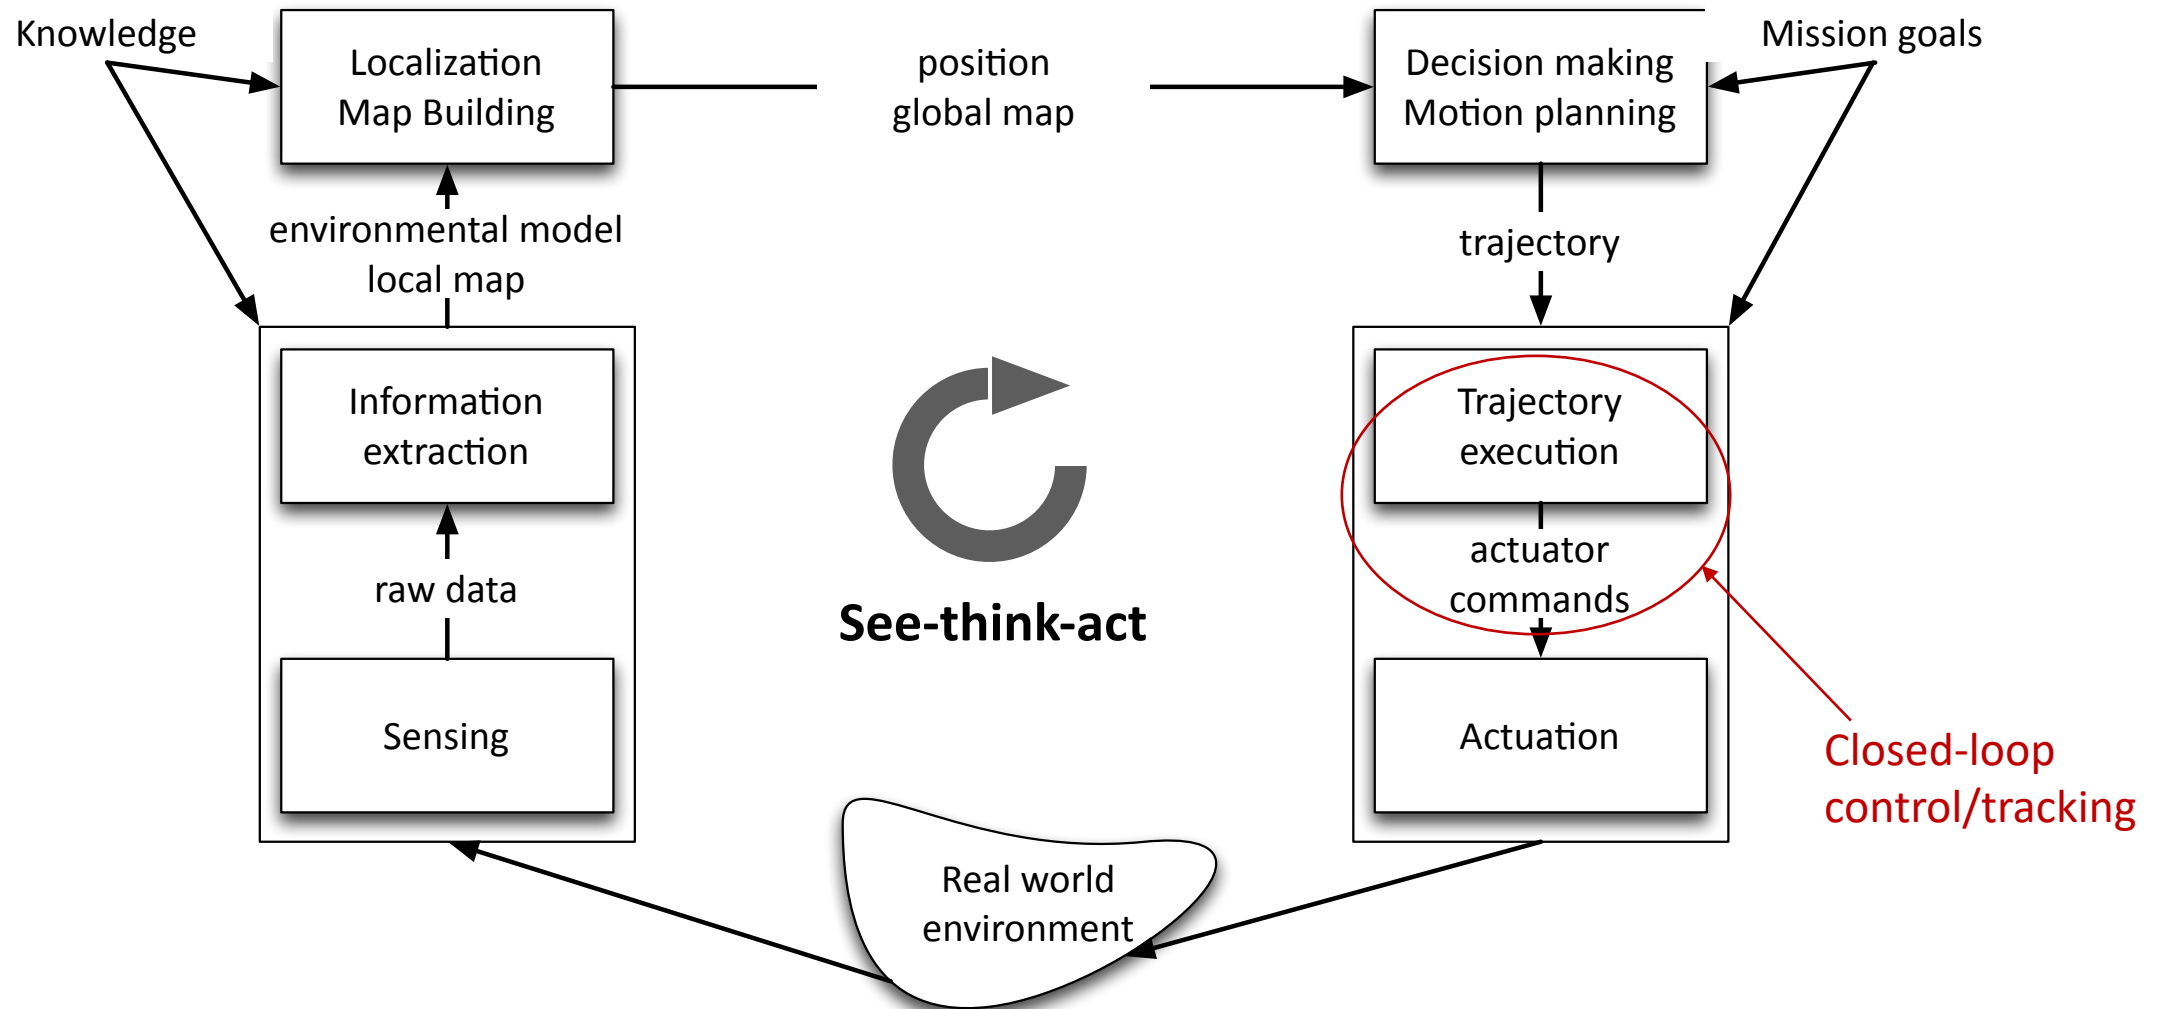 Knowledge
Localization
Map Building
position
global map
Decision making
Motion planning
Mission goals
environmental model
local map
trajectory
Information
extraction
Trajectory
execution
raw data
See-think-act
actuator
commands
Sensing
Actuation
Closed-loop
control/tracking
Real world
environment